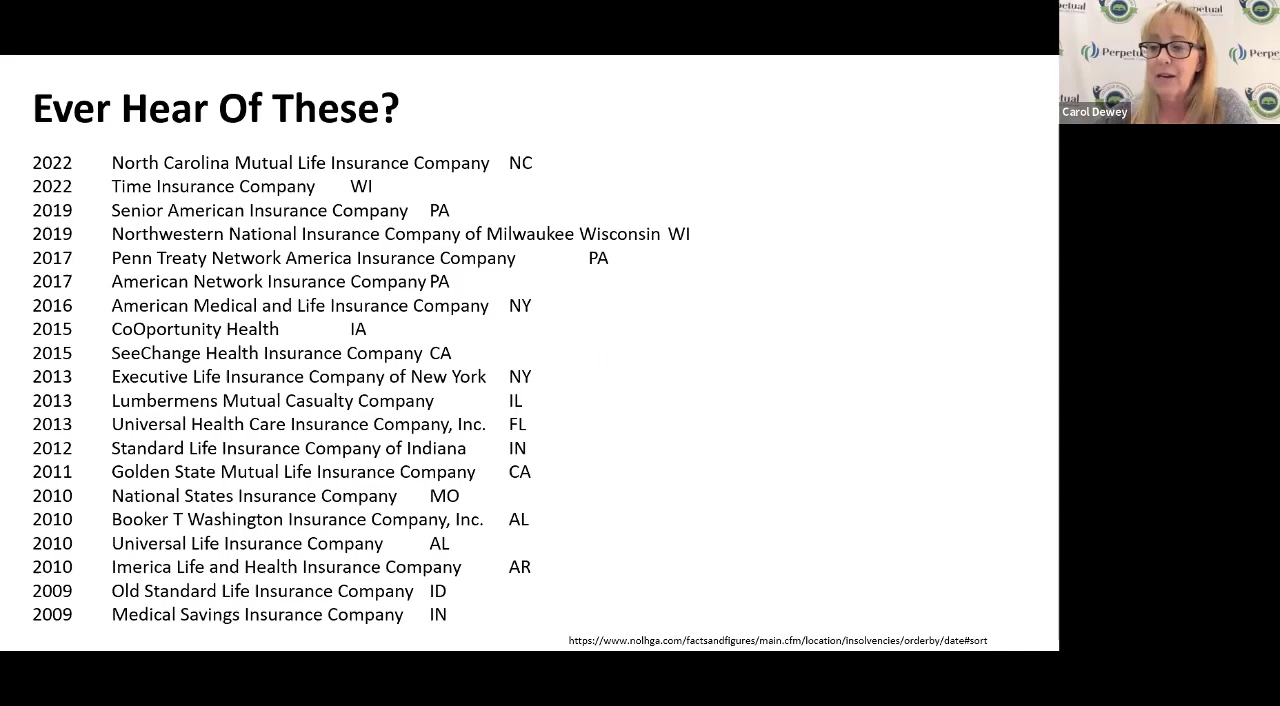 Ever Hear Of These?
2022 North Carolina Mutual Life Insurance Company NC
2022 Time Insurance Company WI
2019 Senior American Insurance Company PA
2019 Northwestern National Insurance Company of Milwaukee Wisconsin WI
2017 Penn Treaty Network America Insurance Company PA
2017 American Network Insurance Company PA
2016 American Medical and Life Insurance Company NY
2015 CoOportunity Health IA
2015 SeeChange Health Insurance Company CA
2013 Executive Life Insurance Company of New York NY
2013 Lumbermens Mutual Casualty Company IL
2013 Universal Health Care Insurance Company, Inc. FL
2012 Standard Life Insurance Company of Indiana IN
2011 Golden State Mutual Life Insurance Company CA
2010 National States Insurance Company MO
2010 Booker T Washington Insurance Company, Inc. AL
2010 Universal Life Insurance Company AL
2010 Imerica Life and Health Insurance Company AR
2009 Old Standard Life Insurance Company ID
2009 Medical Savings Insurance Company IN
https://www.nolhga.com/factsandfigures/main.cfm/location/insolvencies/orderby/date#sort
Carol Dewey